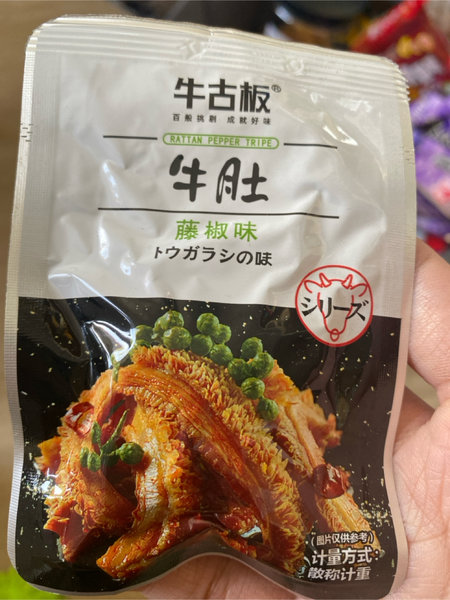 牛古板®
百般挑剔 成就好味
RATTAN PEPPER TRIPE
牛肚
藤椒味
トウガラシの味
シリーズ
(图片仅供参考)
计量方式:
散称计重